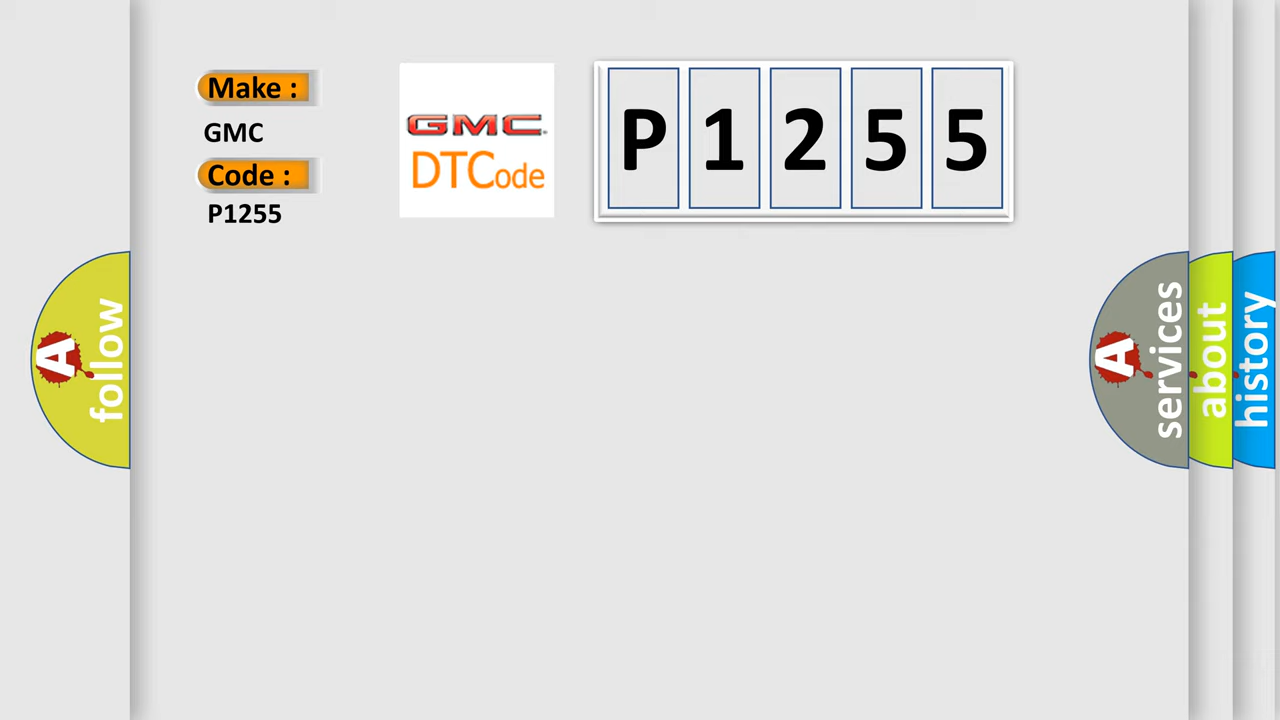 Make :
GMC
Code :
P1255
GMC
DTCode
P 1 2 5 5
A follow
A services
about
history